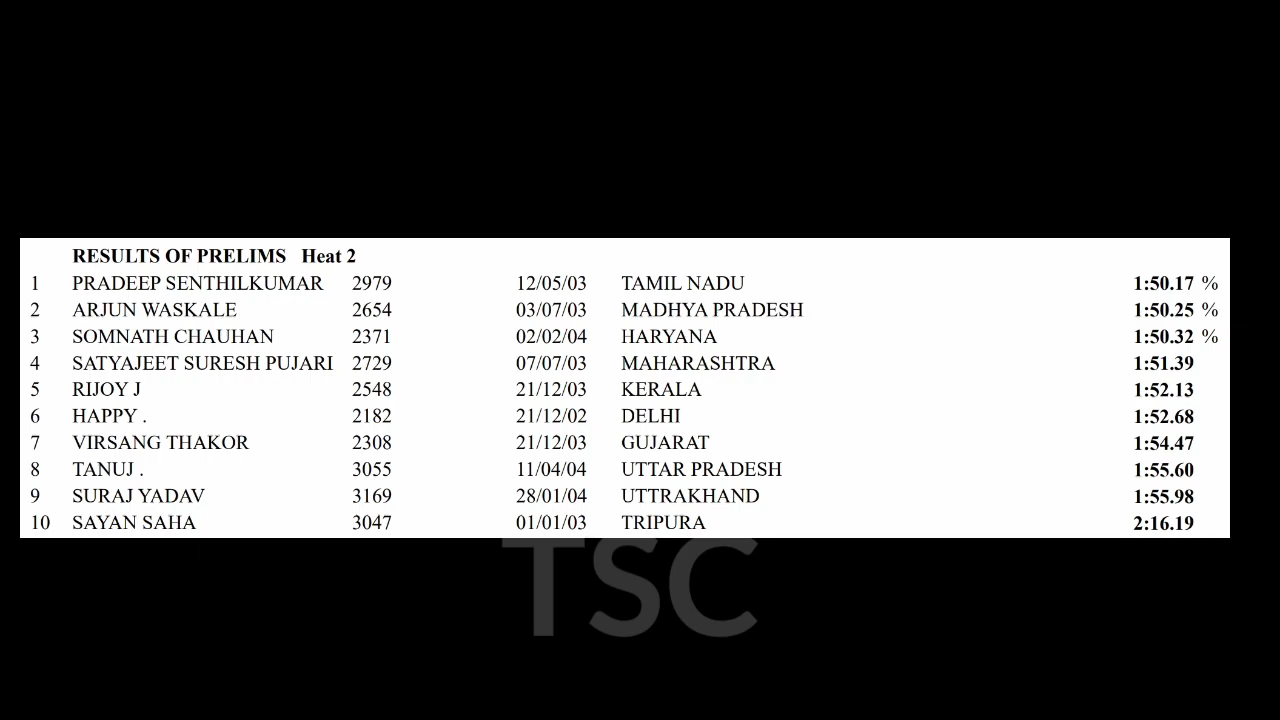 RESULTS OF PRELIMS Heat 2
1 PRADEEP SENTHILKUMAR 2979 12/05/03 TAMIL NADU 1:50.17 %
2 ARJUN WASKALE 2654 03/07/03 MADHYA PRADESH 1:50.25 %
3 SOMNATH CHAUHAN 2371 02/02/04 HARYANA 1:50.32 %
4 SATYAJEET SURESH PUJARI 2729 07/07/03 MAHARASHTRA 1:51.39
5 RIJOY J 2548 21/12/03 KERALA 1:52.13
6 HAPPY . 2182 21/12/02 DELHI 1:52.68
7 VIRSANG THAKOR 2308 21/12/03 GUJARAT 1:54.47
8 TANUJ . 3055 11/04/04 UTTAR PRADESH 1:55.60
9 SURAJ YADAV 3169 28/01/04 UTTRAKHAND 1:55.98
10 SAYAN SAHA 3047 01/01/03 TRIPURA 2:16.19
TSC